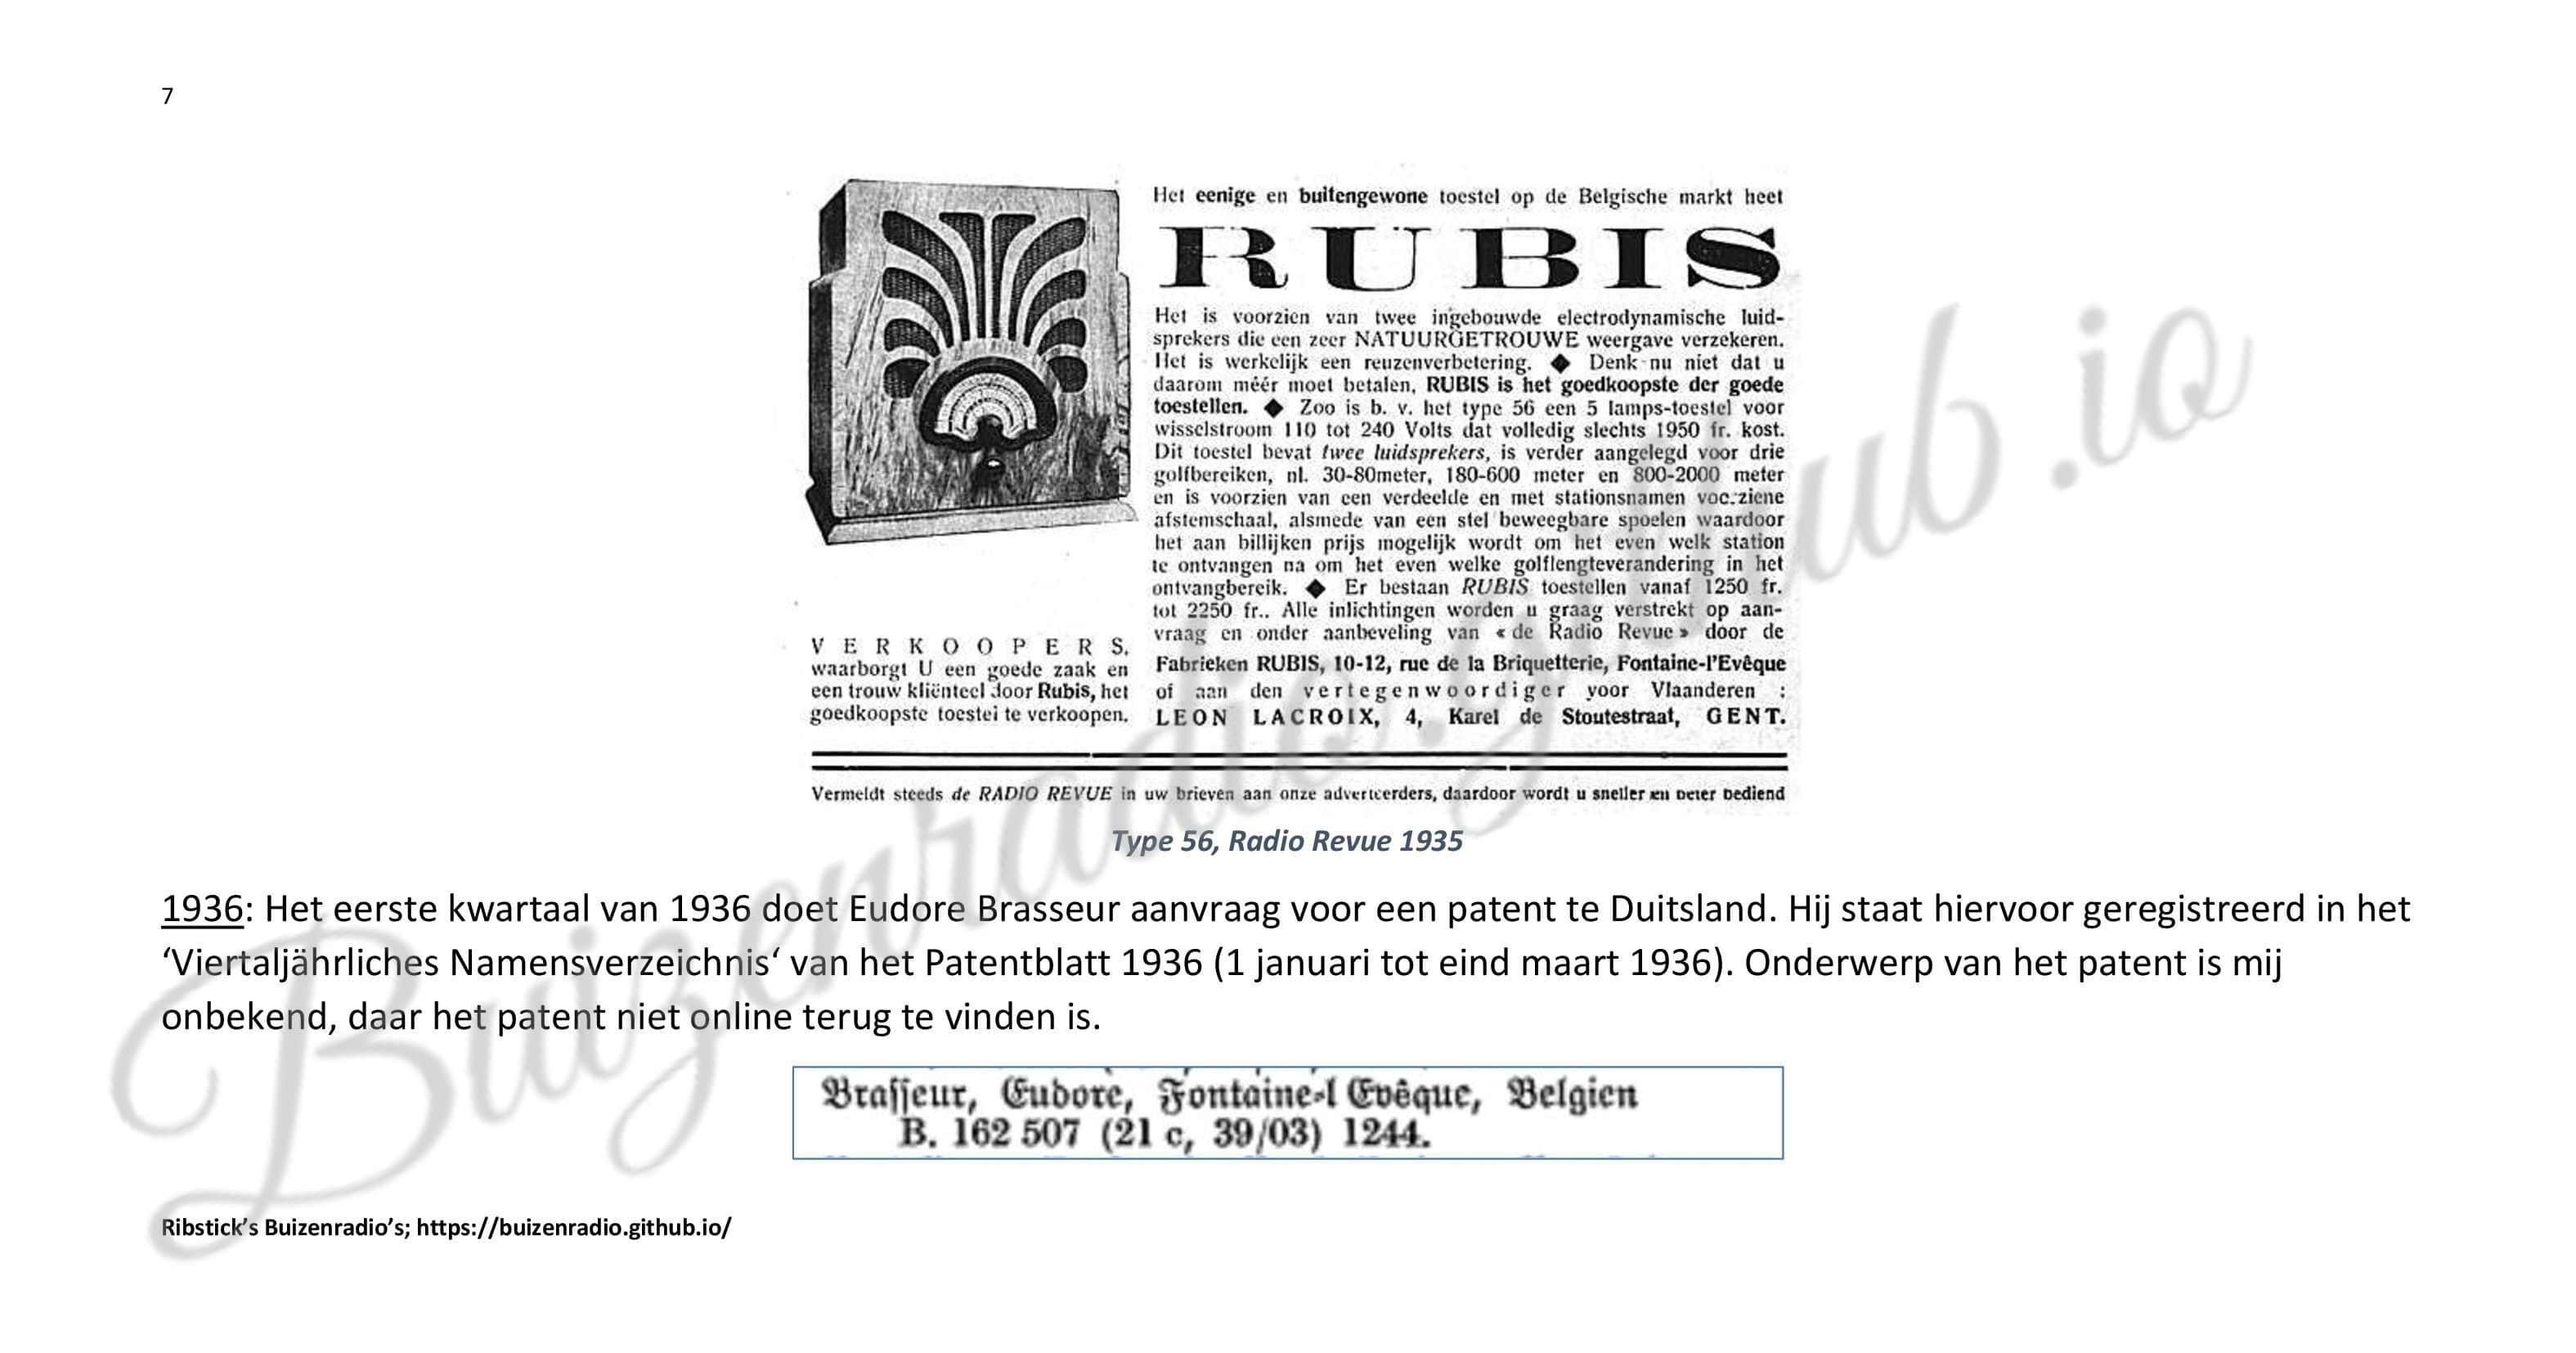 7
Het eenige en buitengewone toestel op de Belgische markt heet
RUBIS
Het is voorzien van twee ingebouwde electrodynamische luid-
sprekers die een zeer NATUURGETROUWE weergave verzekeren.
Het is werkelijk een reuzenverbetering. ◆ Denk nu niet dat u
daarom méér moet betalen, RUBIS is het goedkoopste der goede
toestellen. ◆ Zoo is b. v. het type 56 een 5 lamps-toestel voor
wisselstroom 110 tot 240 Volts dat volledig slechts 1950 fr. kost.
Dit toestel bevat twee luidsprekers, is verder aangelegd voor drie
golfbereiken, nl. 30-80meter, 180-600 meter en 800-2000 meter
en is voorzien van een verdeelde en met stationsnamen voorziene
afstemschaal, alsmede van een stel beweegbare spoelen waardoor
het aan billijken prijs mogelijk wordt om het even welk station
te ontvangen na om het even welke golflengteverandering in het
ontvangbereik. ◆ Er bestaan RUBIS toestellen vanaf 1250 fr.
tot 2250 fr.. Alle inlichtingen worden u graag verstrekt op aan-
vraag en onder aanbeveling van « de Radio Revue » door de
Fabrieken RUBIS, 10-12, rue de la Briquetterie, Fontaine-l'Evêque
of aan den vertegenwoordiger voor Vlaanderen :
LEON LACROIX, 4, Karel de Stoutestraat, GENT.
VERKOOPERS,
waarborgt U een goede zaak en
een trouw kliënteel door Rubis, het
goedkoopste toestel te verkoopen.
Vermeldt steeds de RADIO REVUE in uw brieven aan onze adverteerders, daardoor wordt u sneller en beter bediend
Type 56, Radio Revue 1935
1936: Het eerste kwartaal van 1936 doet Eudore Brasseur aanvraag voor een patent te Duitsland. Hij staat hiervoor geregistreerd in het
‘Viertaljährliches Namensverzeichnis‘ van het Patentblatt 1936 (1 januari tot eind maart 1936). Onderwerp van het patent is mij
onbekend, daar het patent niet online terug te vinden is.
Brasseur, Eudore, Fontaine-l'Evêque, Belgien
B. 162 507 (21 c, 39/03) 1244.
Ribstick’s Buizenradio’s; https://buizenradio.github.io/
Buizenradio.github.io